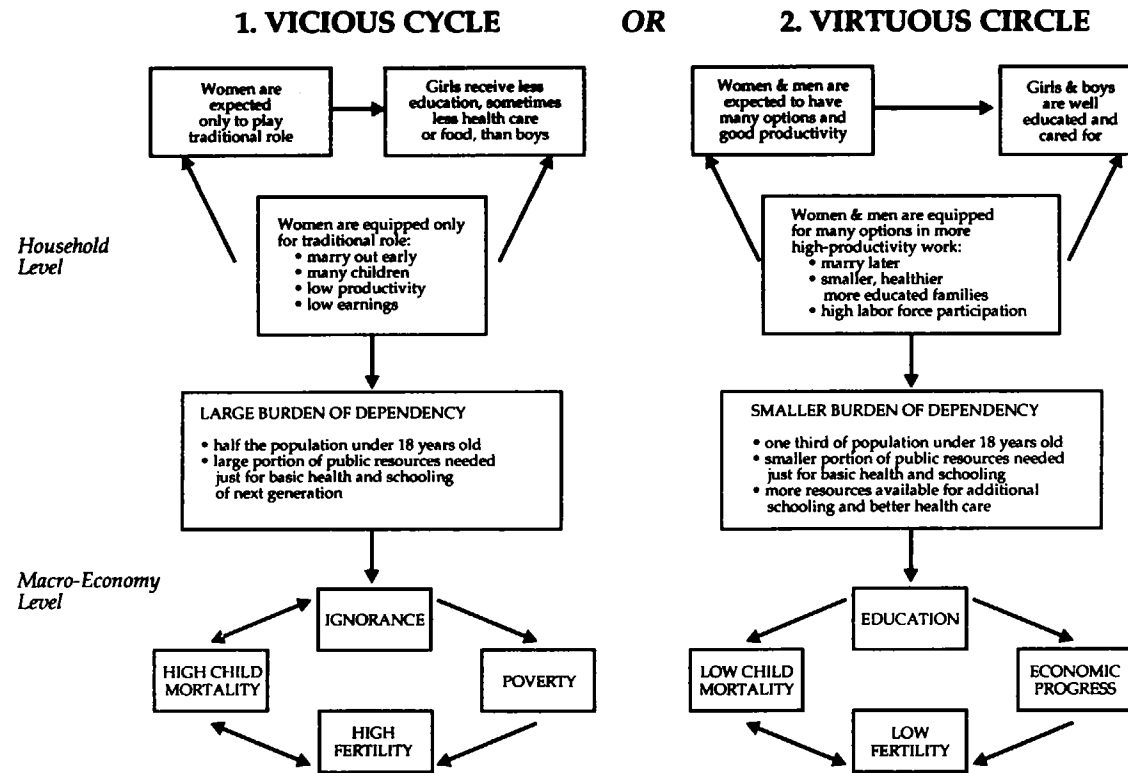 1. VICIOUS CYCLE
OR
2. VIRTUOUS CIRCLE
Women are
expected
only to play
traditional role
Girls receive less
education, sometimes
less health care
or food, than boys
Women & men are
expected to have
many options and
good productivity
Girls & boys
are well
educated and
cared for
Household
Level
Women are equipped only
for traditional role:
• marry out early
• many children
• low productivity
• low earnings
Women & men are equipped
for many options in more
high-productivity work:
• marry later
• smaller, healthier
more educated families
• high labor force participation
LARGE BURDEN OF DEPENDENCY
• half the population under 18 years old
• large portion of public resources needed
just for basic health and schooling
of next generation
SMALLER BURDEN OF DEPENDENCY
• one third of population under 18 years old
• smaller portion of public resources needed
just for basic health and schooling
• more resources available for additional
schooling and better health care
Macro-Economy
Level
IGNORANCE
HIGH CHILD
MORTALITY
POVERTY
HIGH
FERTILITY
EDUCATION
LOW CHILD
MORTALITY
ECONOMIC
PROGRESS
LOW
FERTILITY